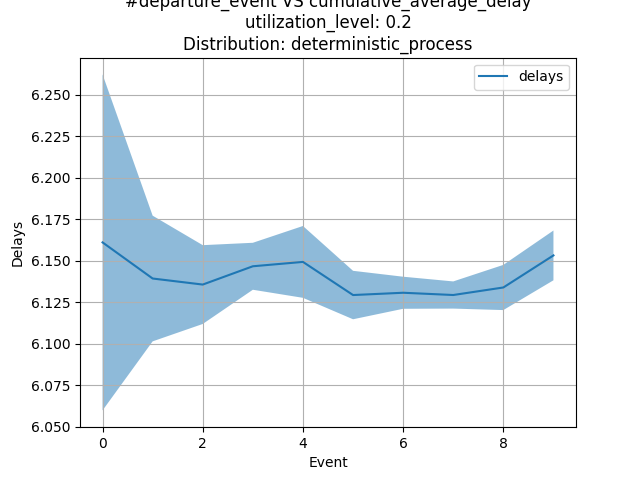 #departure_event VS cumulative_average_delay
utilization_level: 0.2
Distribution: deterministic_process
delays
6.250
6.225
6.200
6.175
6.150
6.125
6.100
6.075
6.050
Delays
0 2 4 6 8
Event